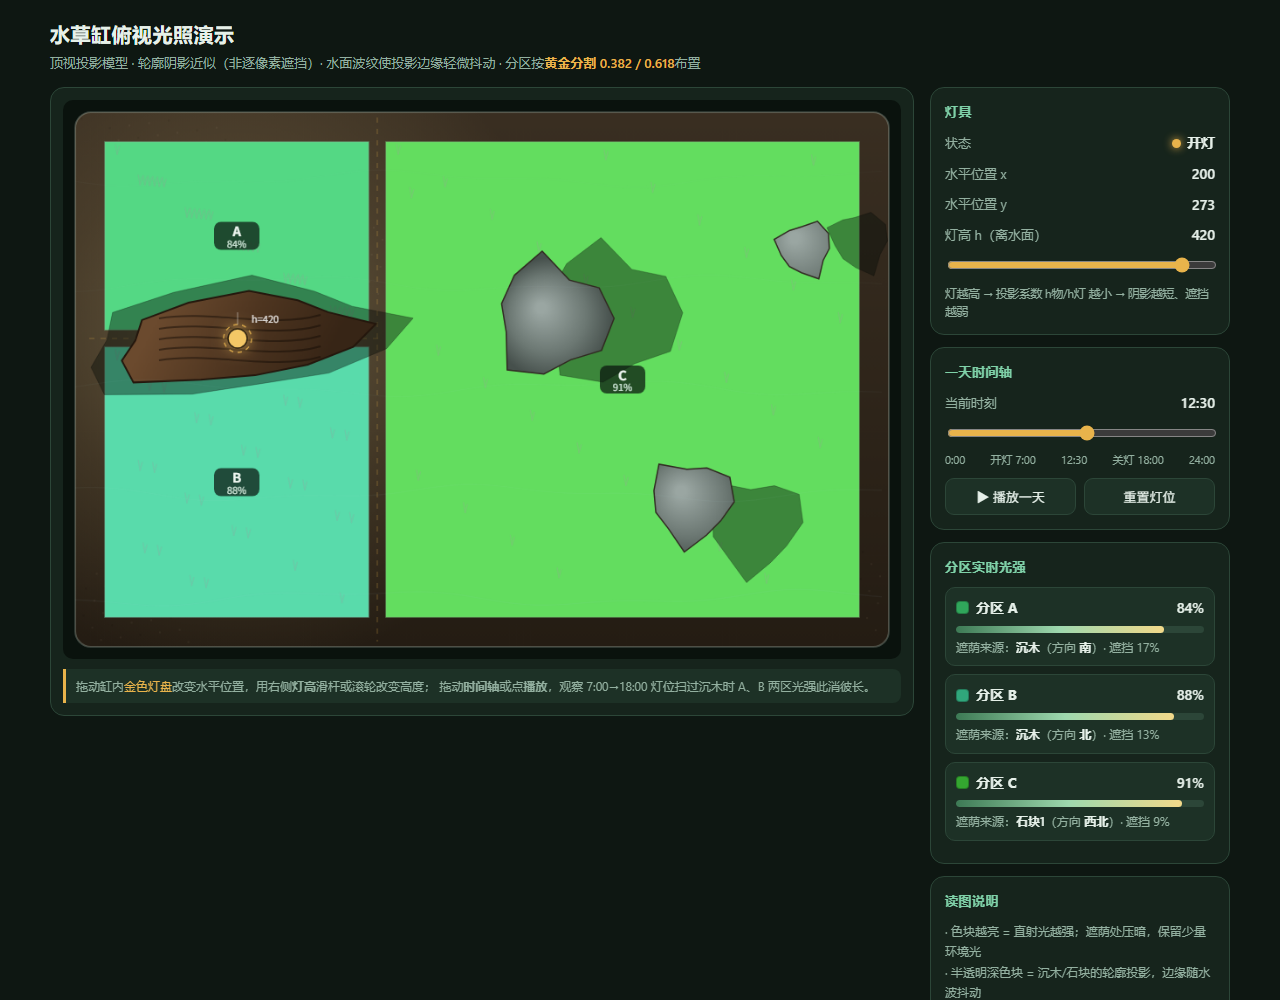 水草缸俯视光照演示
顶视投影模型 · 轮廓阴影近似（非逐像素遮挡） · 水面波纹使投影边缘轻微抖动 · 分区按黄金分割 0.382 / 0.618布置
A
84%
h=420
B
88%
C
91%
拖动缸内金色灯盘改变水平位置，用右侧灯高滑杆或滚轮改变高度； 拖动时间轴或点播放，观察 7:00→18:00 灯位扫过沉木时 A、B 两区光强此消彼长。
灯具
状态
开灯
水平位置 x
200
水平位置 y
273
灯高 h（离水面）
420
灯越高 → 投影系数 h物/h灯 越小 → 阴影越短、遮挡
越弱
一天时间轴
当前时刻
12:30
0:00
开灯 7:00
12:30
关灯 18:00
24:00
▶ 播放一天
重置灯位
分区实时光强
分区 A
84%
遮荫来源：沉木（方向 南） · 遮挡 17%
分区 B
88%
遮荫来源：沉木（方向 北） · 遮挡 13%
分区 C
91%
遮荫来源：石块1（方向 西北） · 遮挡 9%
读图说明
· 色块越亮 = 直射光越强；遮荫处压暗，保留少量
环境光
· 半透明深色块 = 沉木/石块的轮廓投影，边缘随水
波抖动